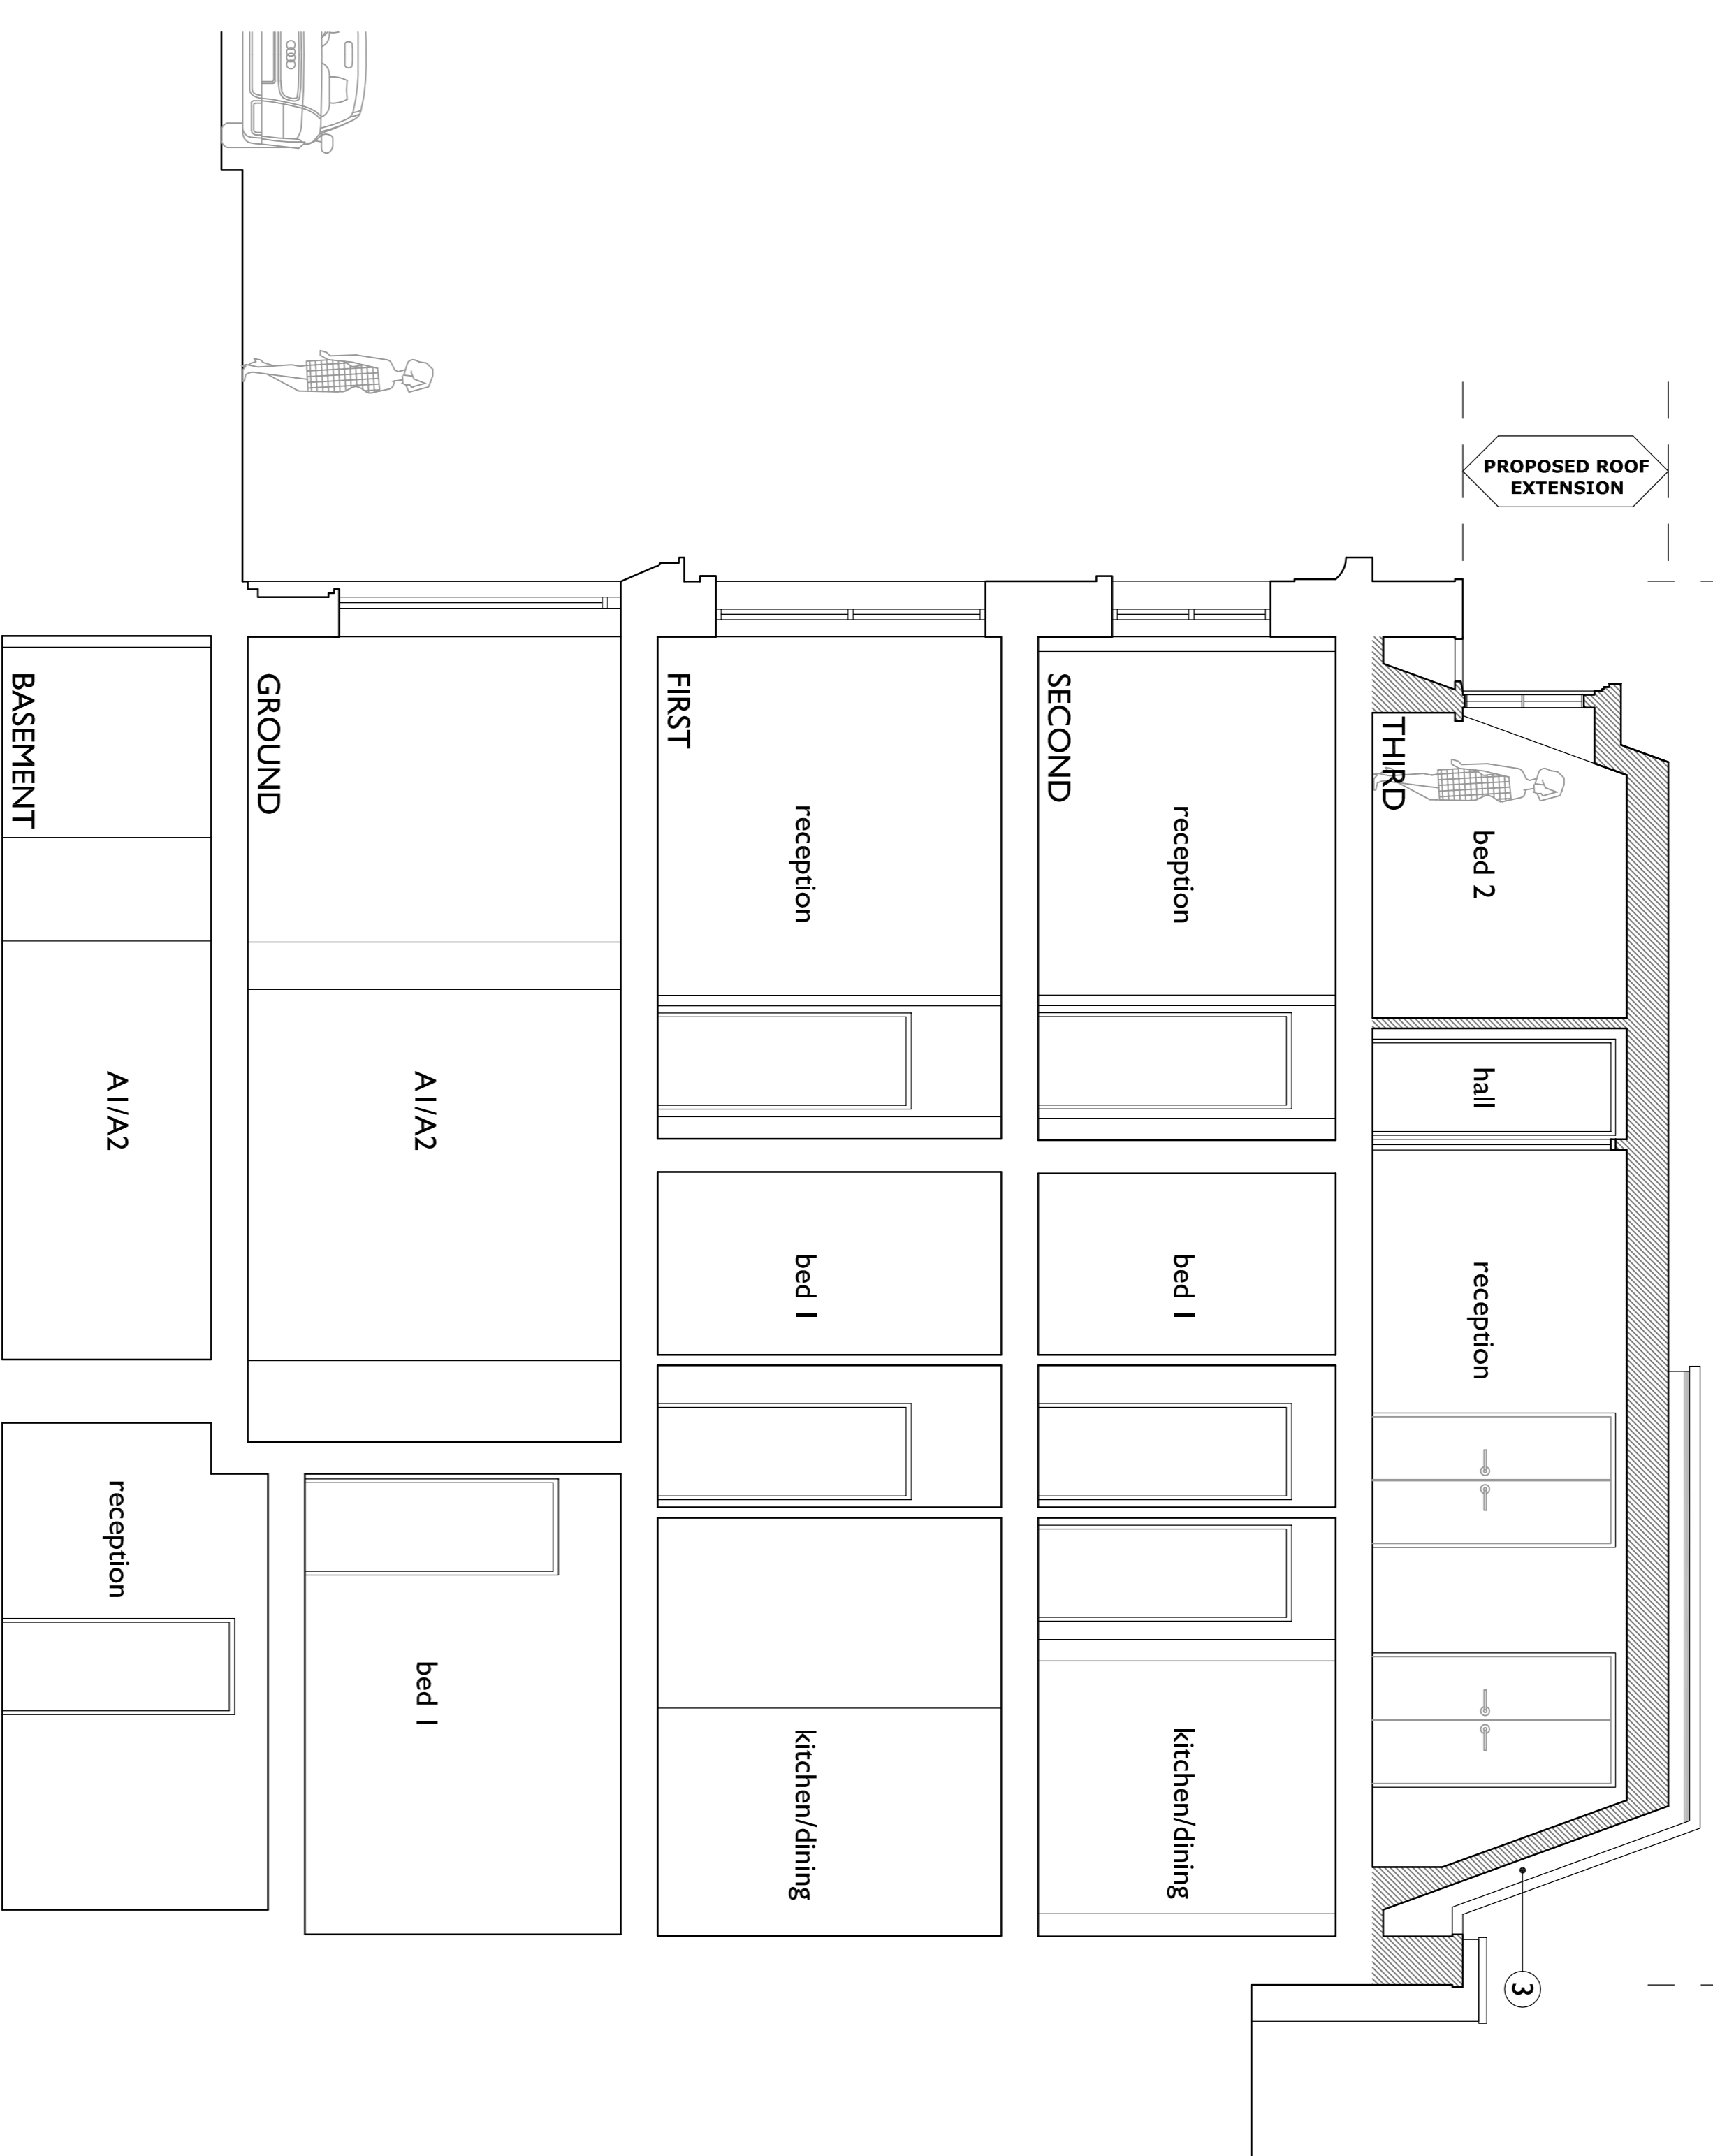 PROPOSED ROOF
EXTENSION
THIRD
bed 2
hall
reception
3
SECOND
reception
bed 1
kitchen/dining
FIRST
reception
bed 1
kitchen/dining
GROUND
A1/A2
bed 1
BASEMENT
A1/A2
reception